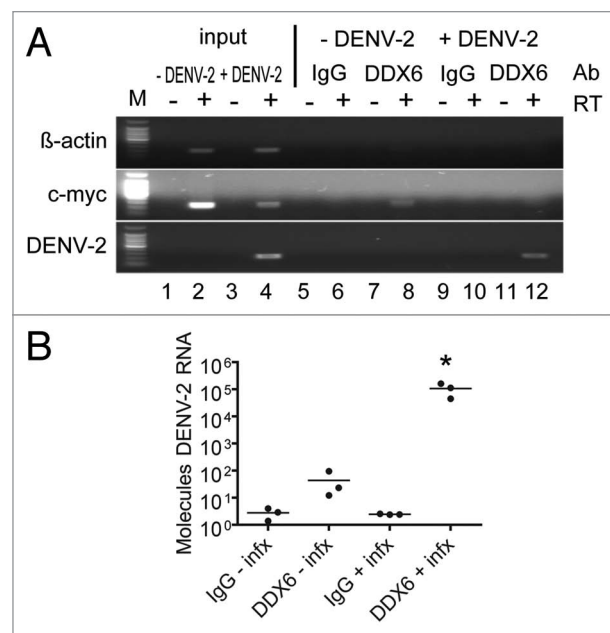 A
input
- DENV-2 + DENV-2
- DENV-2 + DENV-2
IgG DDX6 IgG DDX6 Ab
M - + - + - + - + - + - + RT
ß-actin
c-myc
DENV-2
1 2 3 4 5 6 7 8 9 10 11 12
B
Molecules DENV-2 RNA
10⁶
10⁵
10⁴
10³
10²
10¹
10⁰
*
IgG - infx
DDX6 - infx
IgG + infx
DDX6 + infx